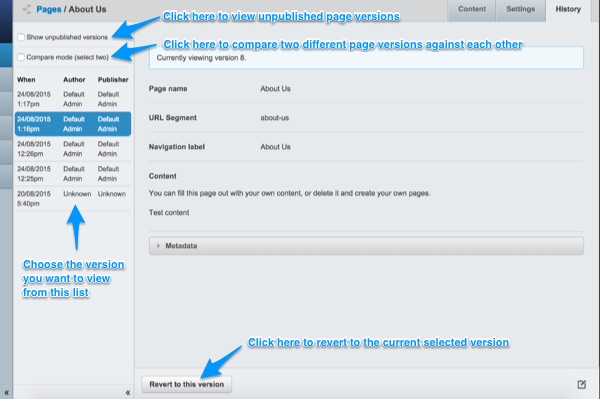 Pages / About Us
Click here to view unpublished page versions
Content
Settings
History
Show unpublished versions
Compare mode (select two)
Click here to compare two different page versions against each other
Currently viewing version 8.
When Author Publisher
24/08/2015 Default Default
1:17pm Admin Admin
24/08/2015 Default Default
1:16pm Admin Admin
24/08/2015 Default Default
12:26pm Admin Admin
24/08/2015 Default Default
12:25pm Admin Admin
20/08/2015 Unknown Unknown
5:40pm
Choose the version
you want to view
from this list
Page name About Us
URL Segment about-us
Navigation label About Us
Content
You can fill this page out with your own content, or delete it and create your own pages.
Test content
Metadata
Click here to revert to the current selected version
Revert to this version
«
«